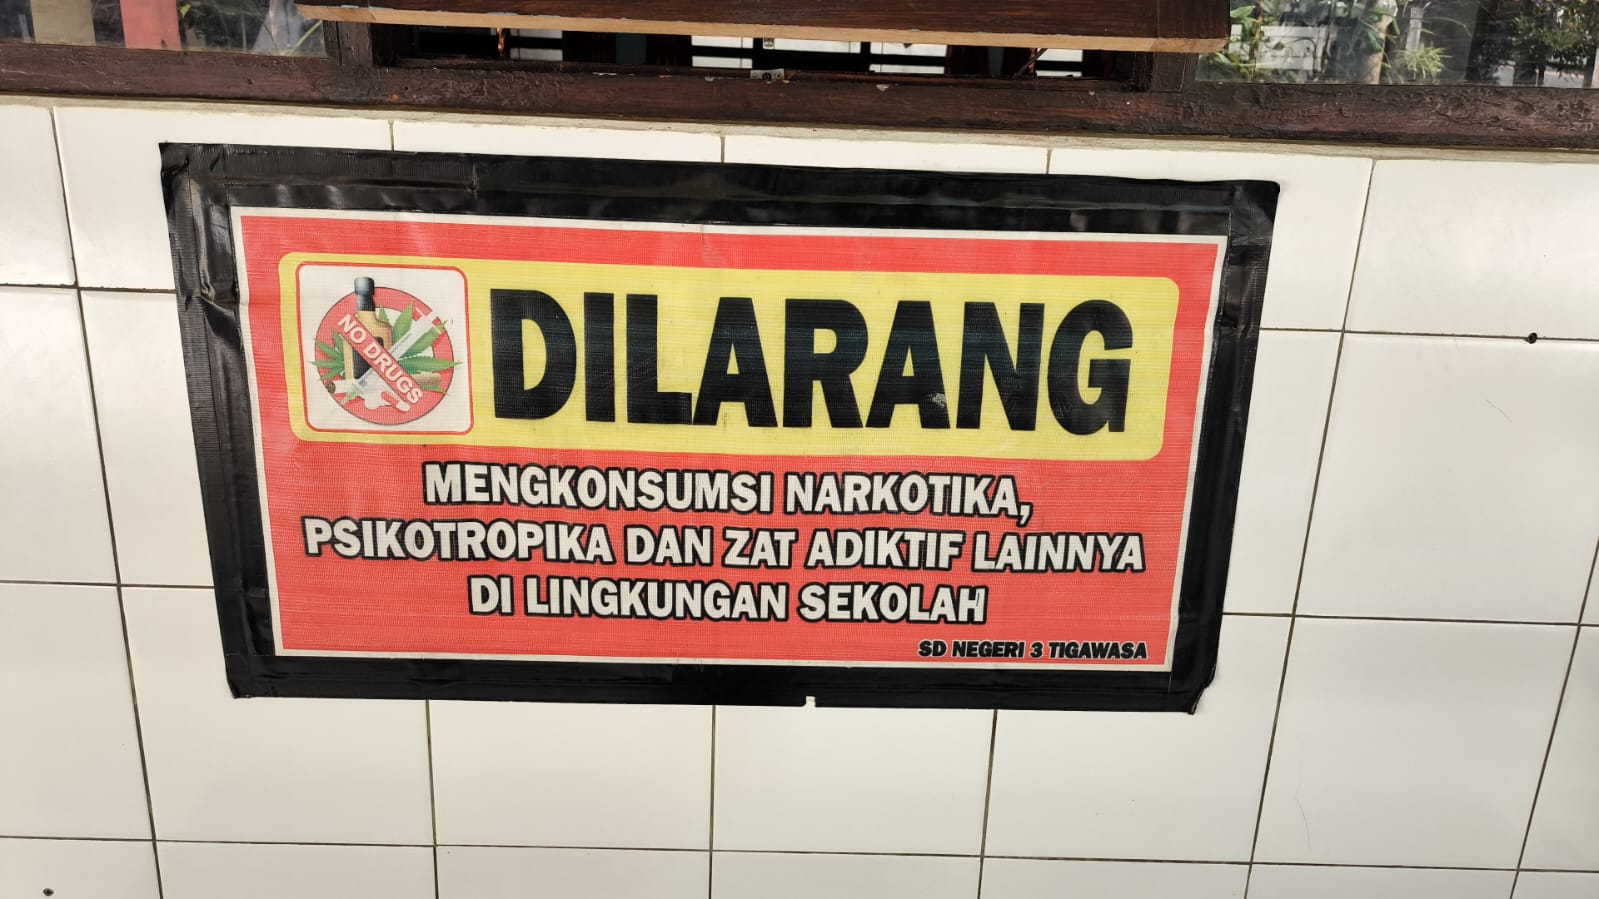 NO DRUGS
DILARANG
MENGKONSUMSI NARKOTIKA,
PSIKOTROPIKA DAN ZAT ADIKTIF LAINNYA
DI LINGKUNGAN SEKOLAH
SD NEGERI 3 TIGAWASA